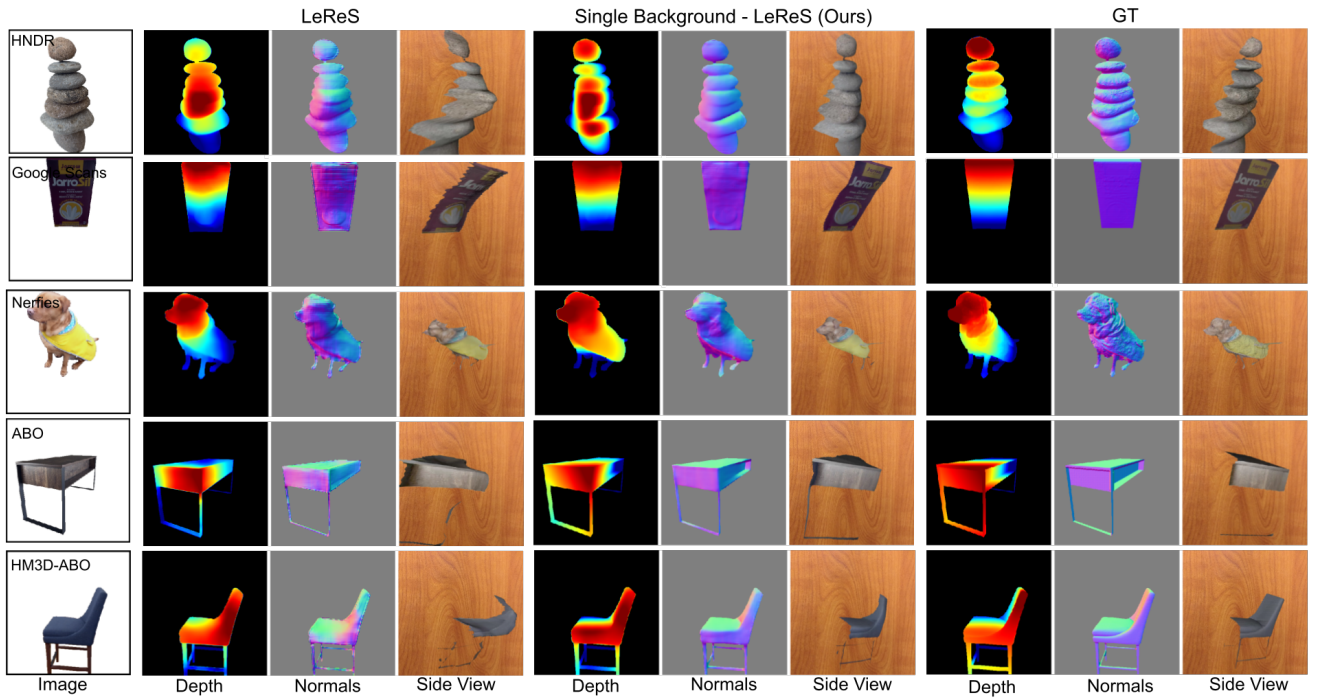 LeReS
Single Background - LeReS (Ours)
GT
HNDR
Google Scans
JarraSil
Nerfies
ABO
HM3D-ABO
Image
Depth
Normals
Side View
Depth
Normals
Side View
Depth
Normals
Side View